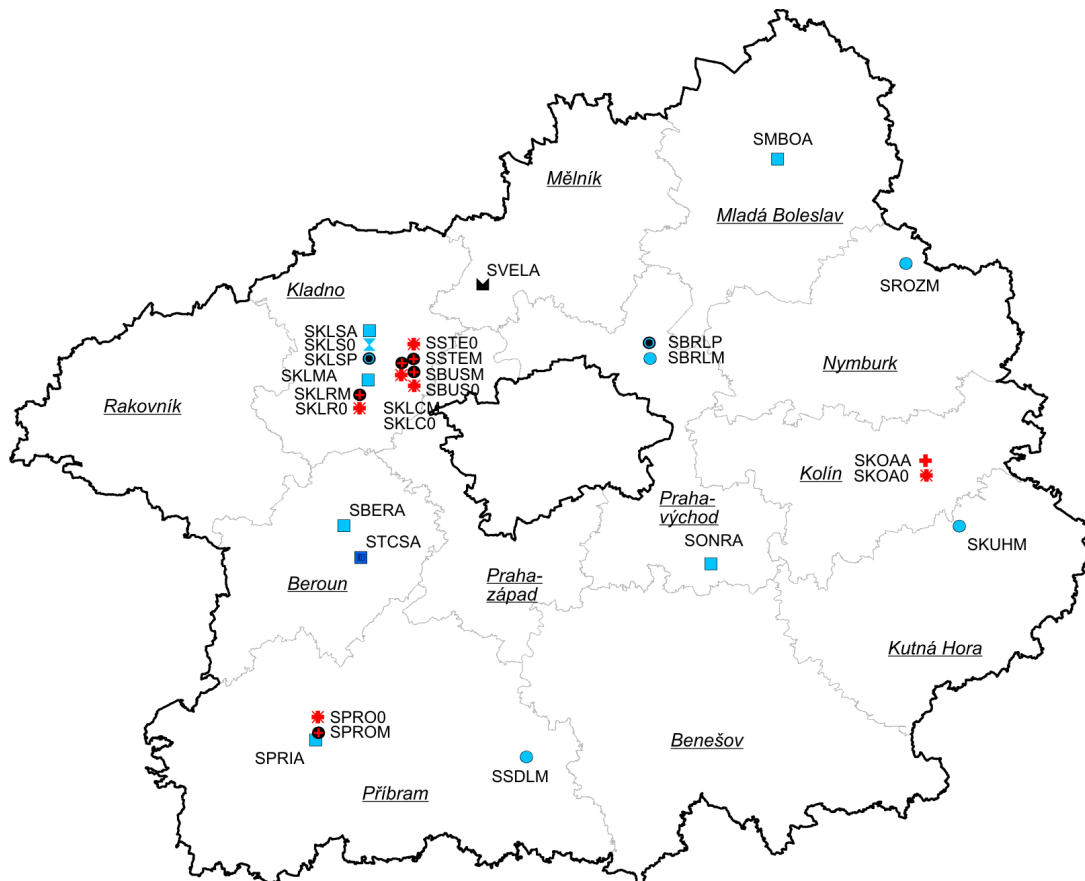 SMBOA
Mělník
Mladá Boleslav
SVELA
SROZM
Kladno
SKLSA
SKLS0
SKLSP
SKLMA
SKLRM
SKLR0
SSTE0
SSTEM
SBUSM
SBUS0
SKLCM
SKLC0
SBRLP
SBRLM
Nymburk
Rakovník
SKOAA
SKOA0
Kolín
Praha-
východ
SBERA
STCSA
SONRA
SKUHM
Beroun
Praha-
západ
Kutná Hora
SPRO0
SPROM
SPRIA
SSDLM
Benešov
Příbram